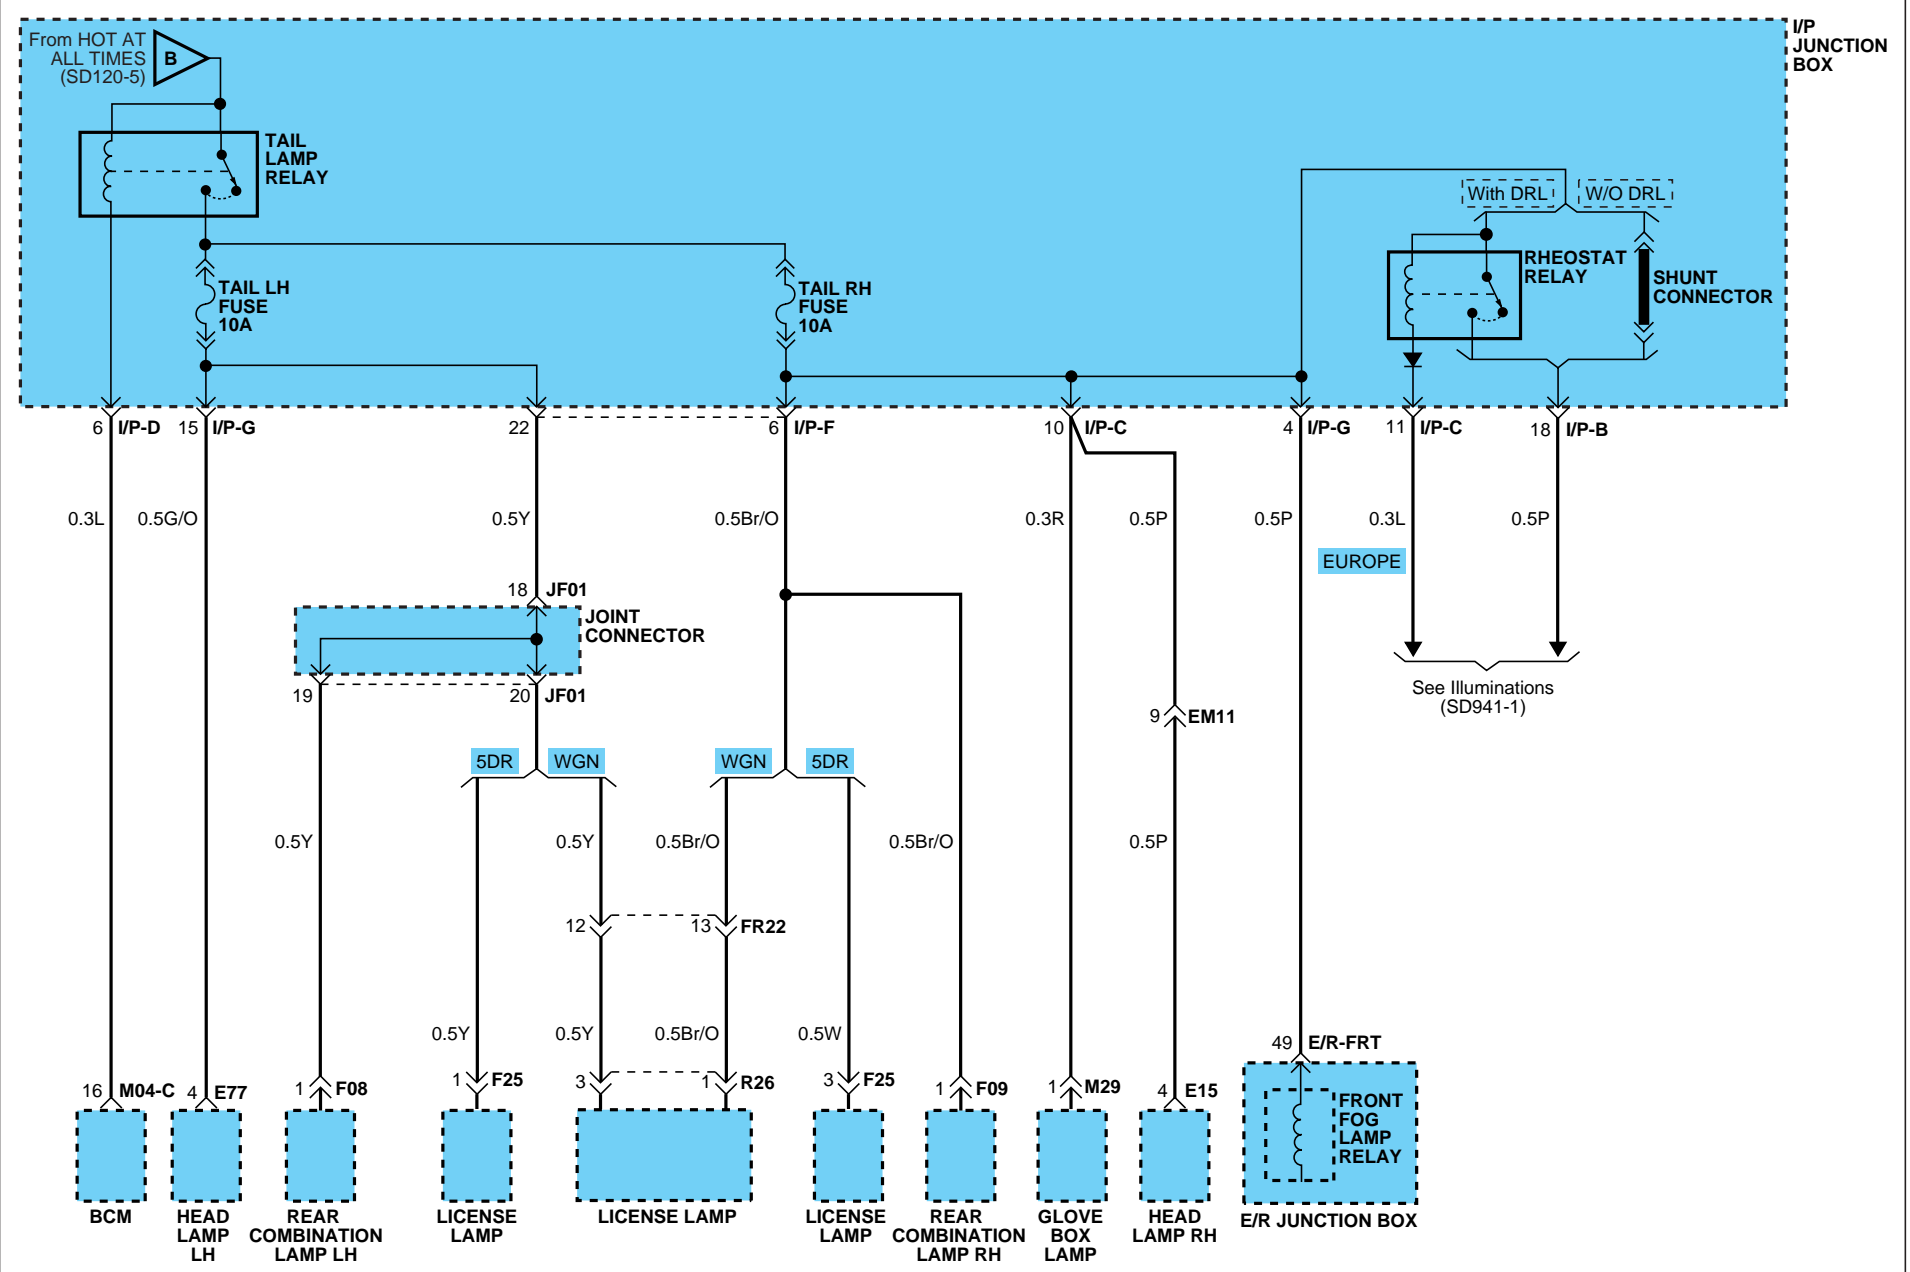 From HOT AT
ALL TIMES
(SD120-5)
B
I/P
JUNCTION
BOX
TAIL
LAMP
RELAY
With DRL
W/O DRL
RHEOSTAT
RELAY
SHUNT
CONNECTOR
TAIL LH
FUSE
10A
TAIL RH
FUSE
10A
6 I/P-D
15 I/P-G
22
6 I/P-F
10 I/P-C
4 I/P-G
11 I/P-C
18 I/P-B
0.3L
0.5G/O
0.5Y
0.5Br/O
0.3R
0.5P
0.5P
0.3L
0.5P
EUROPE
18 JF01
JOINT
CONNECTOR
19
20 JF01
See Illuminations
(SD941-1)
9 EM11
5DR
WGN
WGN
5DR
0.5Y
0.5Y
0.5Br/O
0.5Br/O
0.5P
12
13 FR22
0.5Y
0.5Y
0.5Br/O
0.5W
49 E/R-FRT
16 M04-C
4 E77
1 F08
1 F25
3
1 R26
3 F25
1 F09
1 M29
4 E15
FRONT
FOG
LAMP
RELAY
BCM
HEAD
LAMP
LH
REAR
COMBINATION
LAMP LH
LICENSE
LAMP
LICENSE LAMP
LICENSE
LAMP
REAR
COMBINATION
LAMP RH
GLOVE
BOX
LAMP
HEAD
LAMP RH
E/R JUNCTION BOX